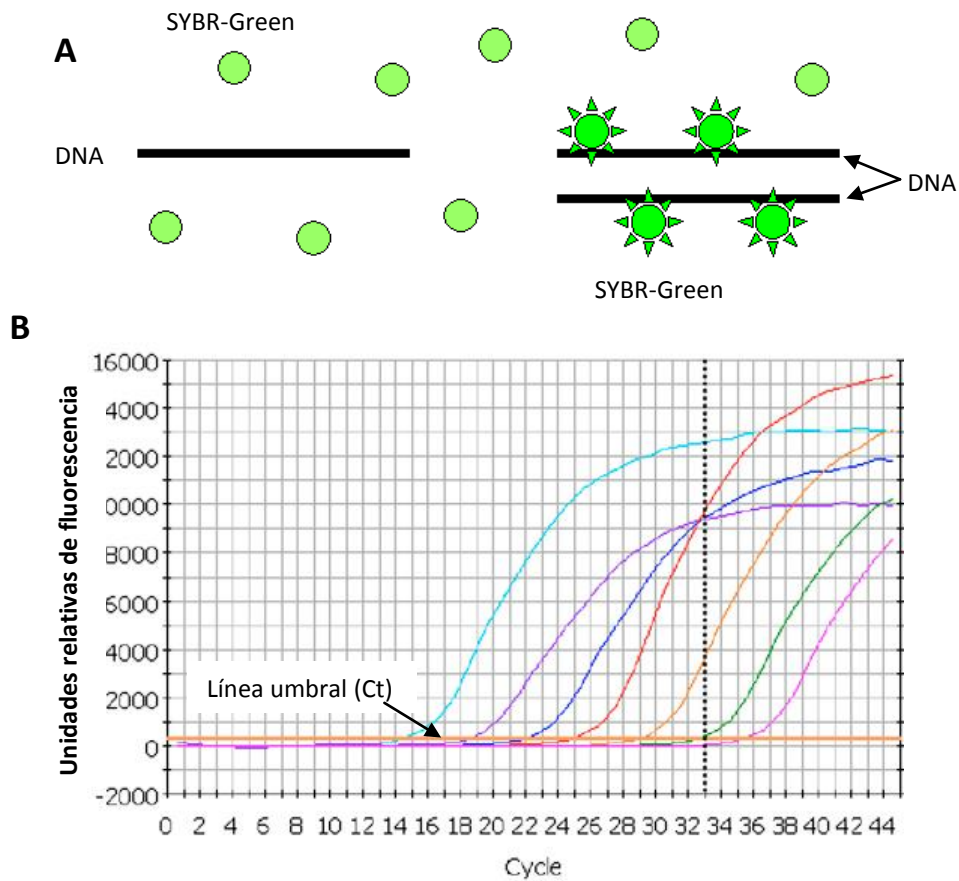 SYBR-Green
A
DNA
DNA
SYBR-Green
B
16000
4000
2000
0000
8000
6000
4000
2000
0
-2000
Unidades relativas de fluorescencia
Línea umbral (Ct)
0 2 4 6 8 10 12 14 16 18 20 22 24 26 28 30 32 34 36 38 40 42 44
Cycle